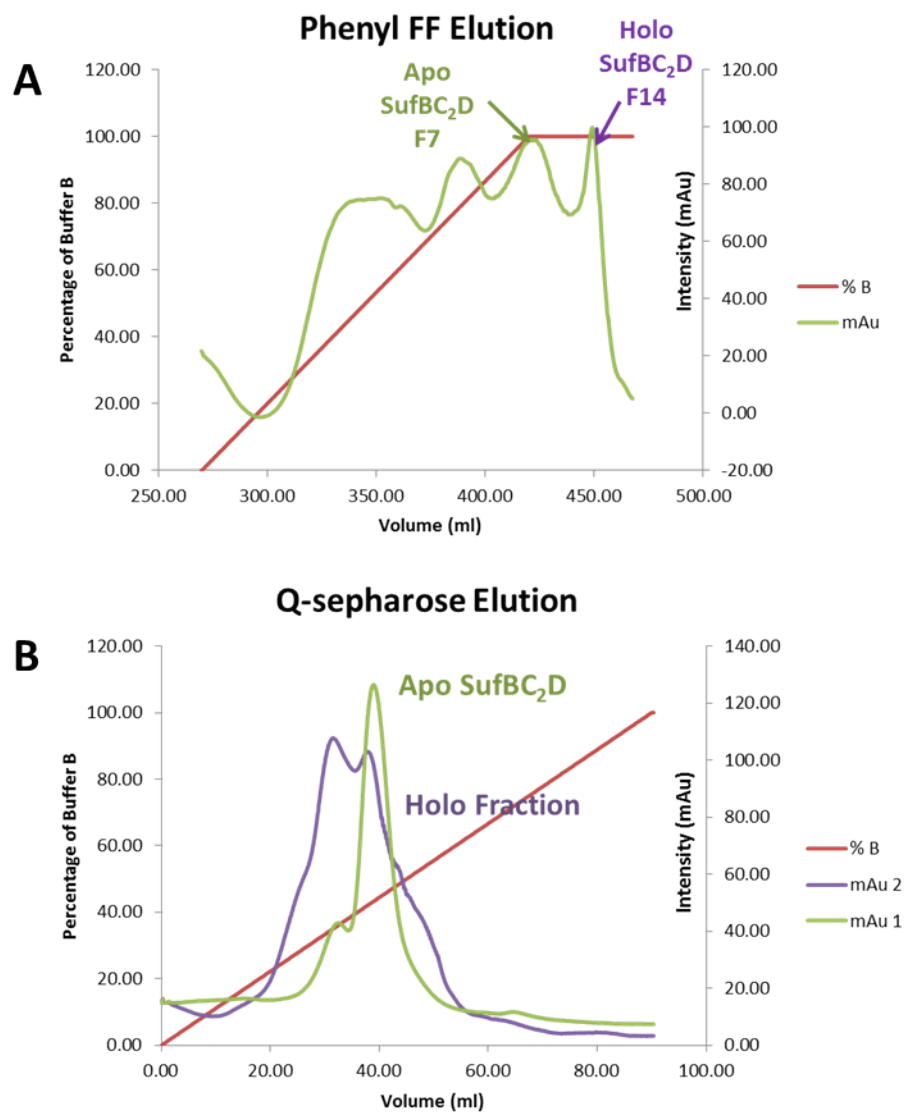 Phenyl FF Elution
A
Apo
SufBC₂D
F7
Holo
SufBC₂D
F14
120.00
100.00
80.00
60.00
40.00
20.00
0.00
Percentage of Buffer B
120.00
100.00
80.00
60.00
40.00
20.00
0.00
-20.00
Intensity (mAu)
250.00 300.00 350.00 400.00 450.00 500.00
Volume (ml)
% B
mAu
Q-sepharose Elution
B
Apo SufBC₂D
Holo Fraction
120.00
100.00
80.00
60.00
40.00
20.00
0.00
Percentage of Buffer B
140.00
120.00
100.00
80.00
60.00
40.00
20.00
0.00
Intensity (mAu)
0.00 20.00 40.00 60.00 80.00 100.00
Volume (ml)
% B
mAu 2
mAu 1